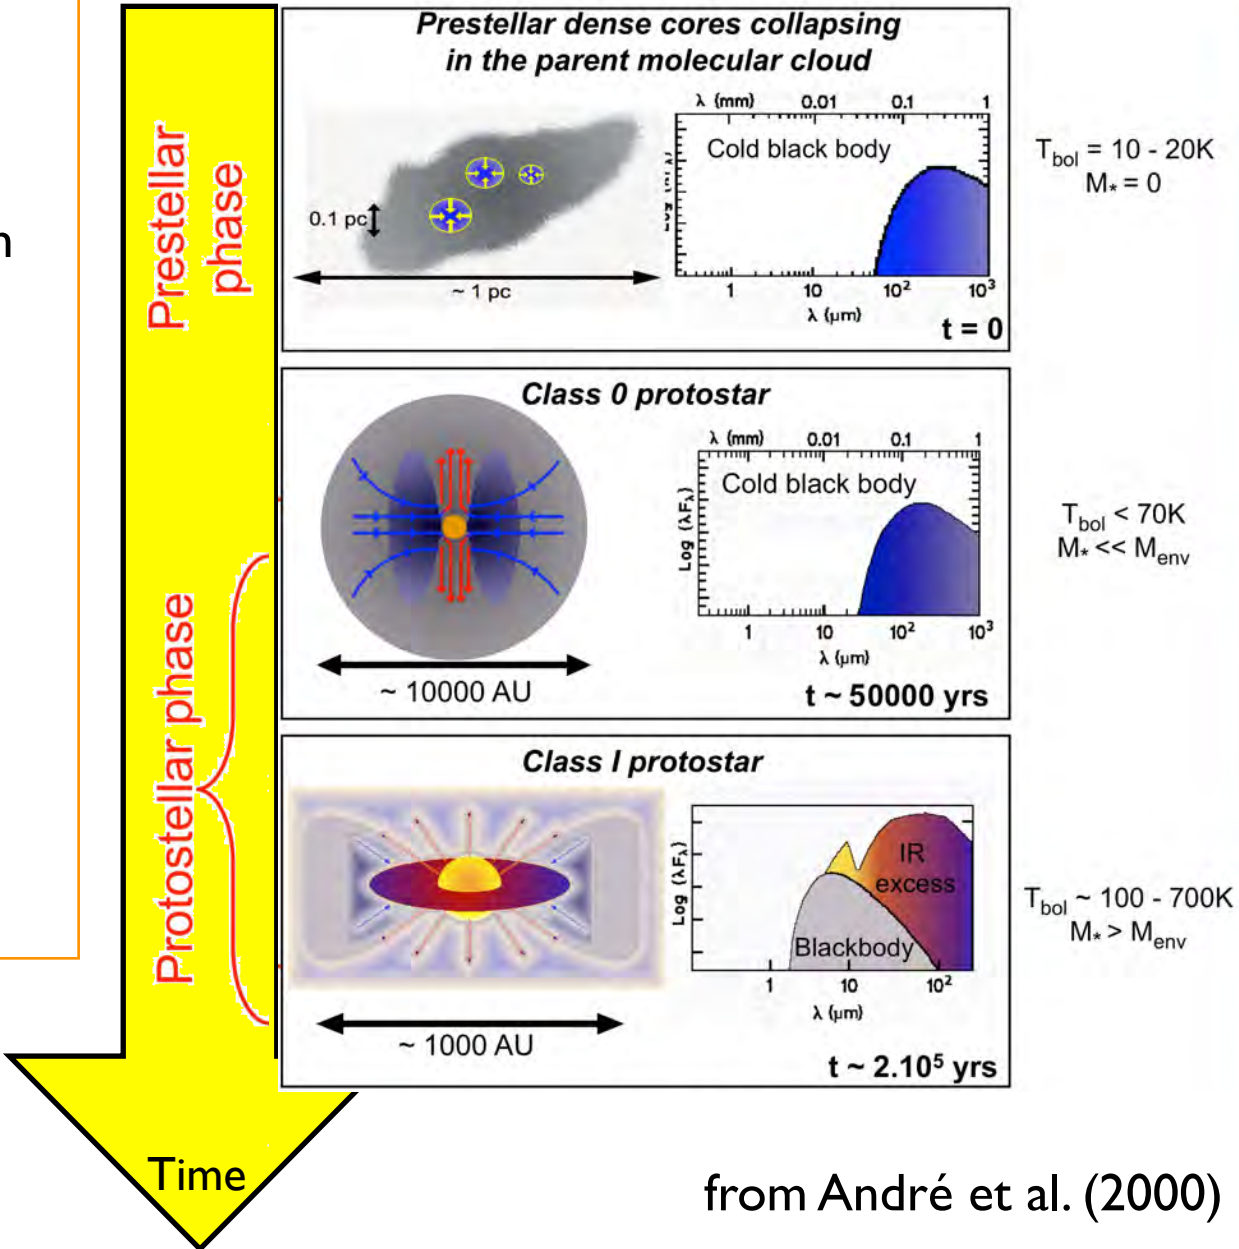 Prestellar dense cores collapsing
in the parent molecular cloud
Prestellar
phase
λ (mm) 0.01 0.1 1
Cold black body
0.1 pc
~ 1 pc
1 10 10² 10³
λ (μm)
t = 0
T_bol = 10 - 20K
M* = 0
Class 0 protostar
λ (mm) 0.01 0.1 1
Cold black body
Log (λFλ)
1 10 10² 10³
λ (μm)
~ 10000 AU
t ~ 50000 yrs
T_bol < 70K
M* << M_env
Protostellar phase
Class I protostar
IR
excess
Blackbody
Log (λFλ)
1 10 10²
λ (μm)
~ 1000 AU
t ~ 2.10⁵ yrs
T_bol ~ 100 - 700K
M* > M_env
Time
from André et al. (2000)